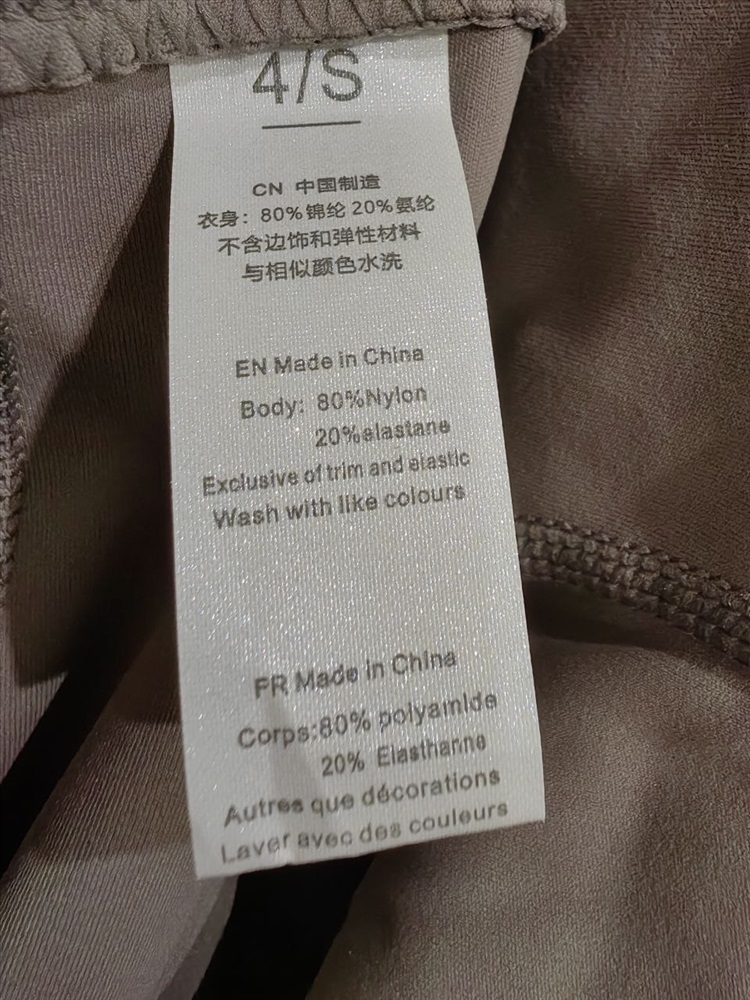 4/S
CN 中国制造
衣身：80%锦纶 20%氨纶
不含边饰和弹性材料
与相似颜色水洗
EN Made in China
Body: 80%Nylon
20%elastane
Exclusive of trim and elastic
Wash with like colours
FR Made in China
Corps:80% polyamide
20% Elasthanne
Autres que décorations
Laver avec des couleurs